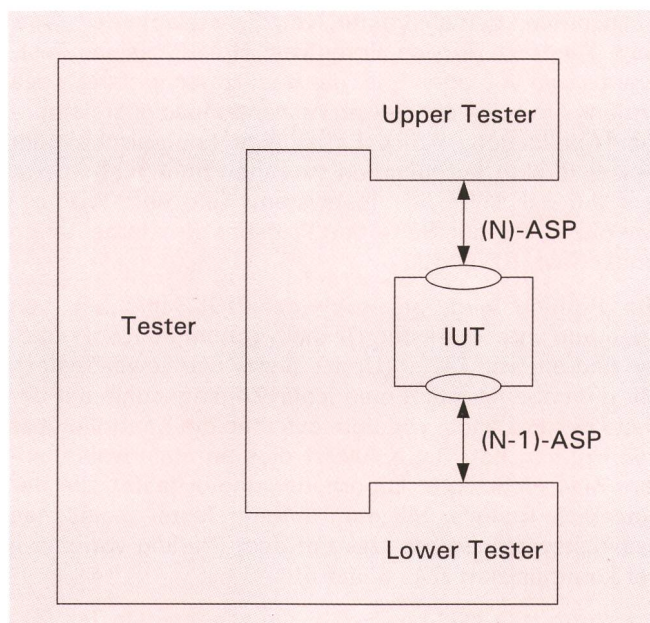 Upper Tester
(N)-ASP
Tester
IUT
(N-1)-ASP
Lower Tester